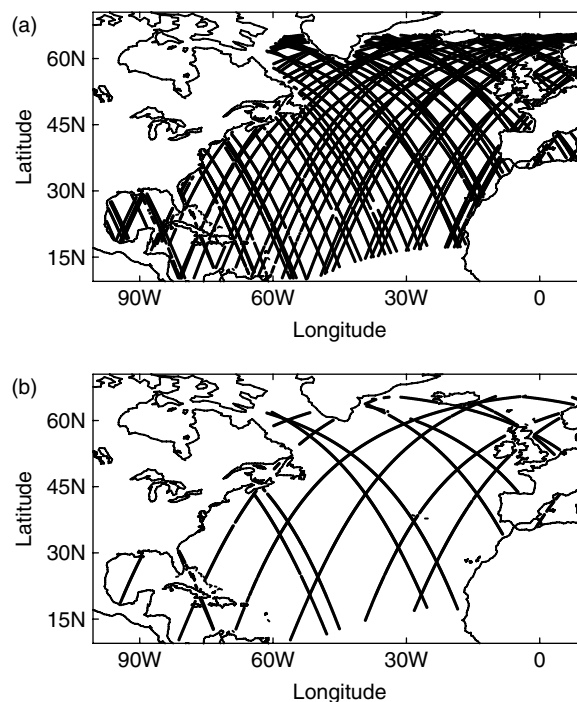 (a)
60N
45N
30N
15N
Latitude
90W 60W 30W 0
Longitude
(b)
60N
45N
30N
15N
Latitude
90W 60W 30W 0
Longitude